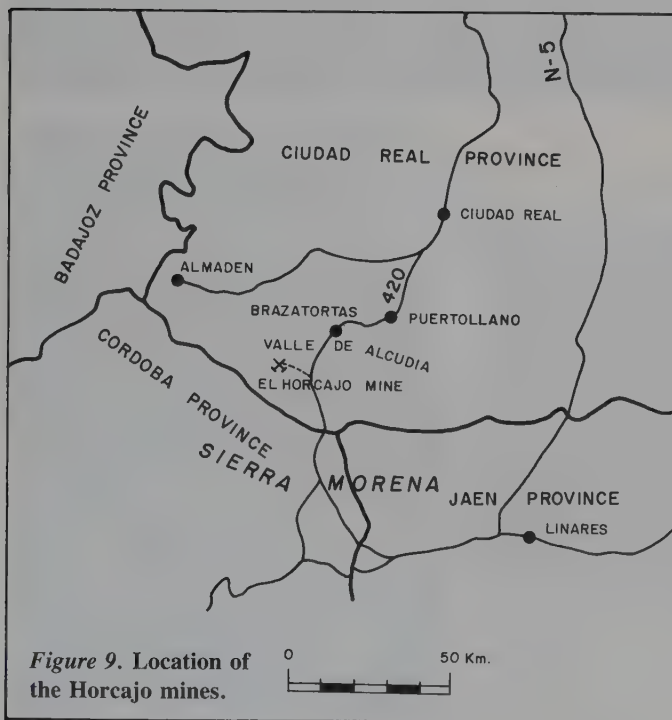 N-5
BADAJOZ PROVINCE
CIUDAD REAL PROVINCE
CIUDAD REAL
ALMADEN
420
BRAZATORTAS
PUERTOLLANO
VALLE DE ALCUDIA
EL HORCAJO MINE
CORDOBA PROVINCE
SIERRA MORENA
JAEN PROVINCE
LINARES
Figure 9. Location of
the Horcajo mines.
0 50 Km.